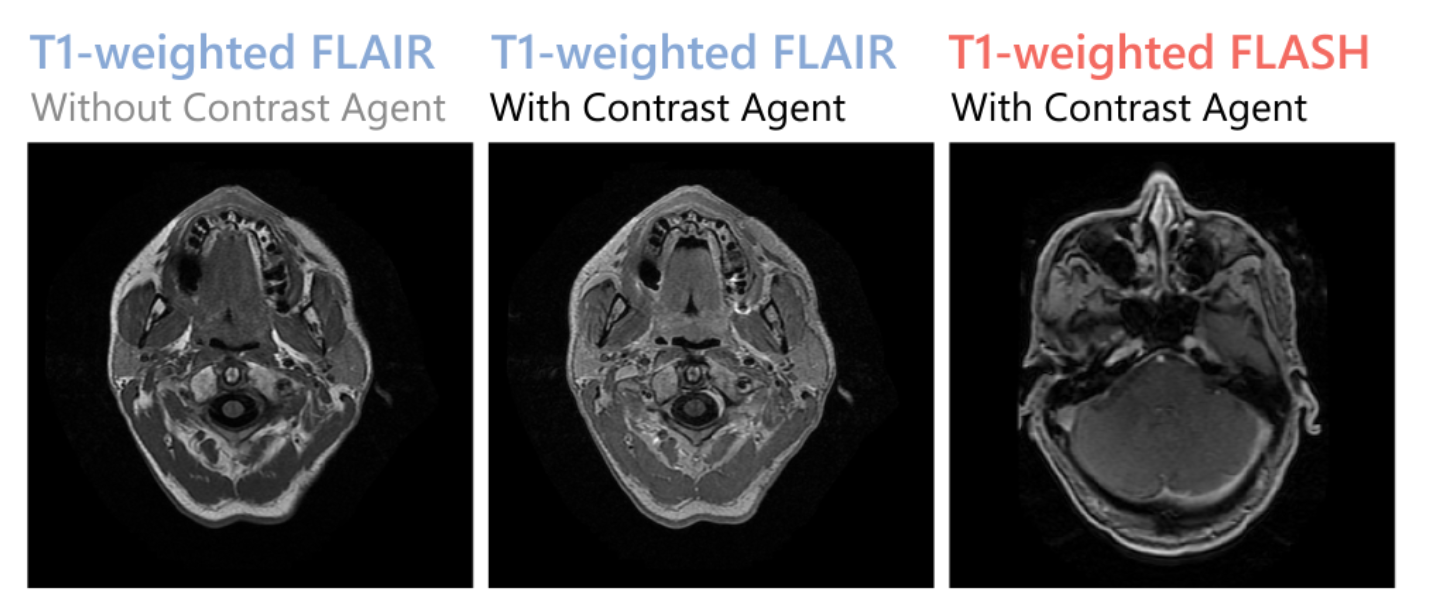 T1-weighted FLAIR
Without Contrast Agent
T1-weighted FLAIR
With Contrast Agent
T1-weighted FLASH
With Contrast Agent